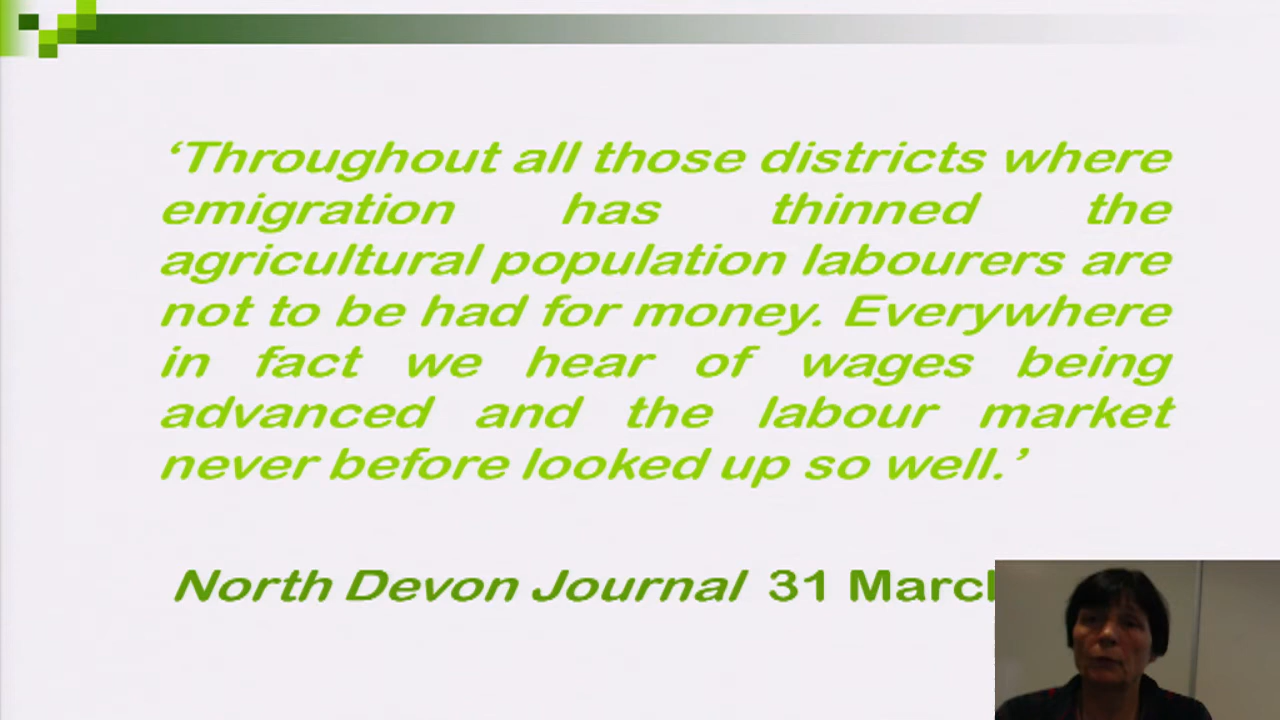 ‘Throughout all those districts where
emigration has thinned the
agricultural population labourers are
not to be had for money. Everywhere
in fact we hear of wages being
advanced and the labour market
never before looked up so well.’
North Devon Journal 31 March